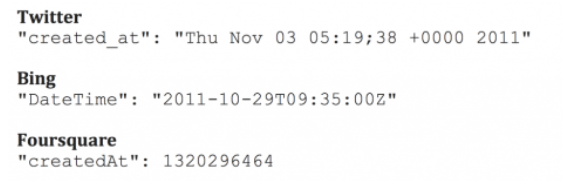 Twitter
"created_at": "Thu Nov 03 05:19;38 +0000 2011"
Bing
"DateTime": "2011-10-29T09:35:00Z"
Foursquare
"createdAt": 1320296464